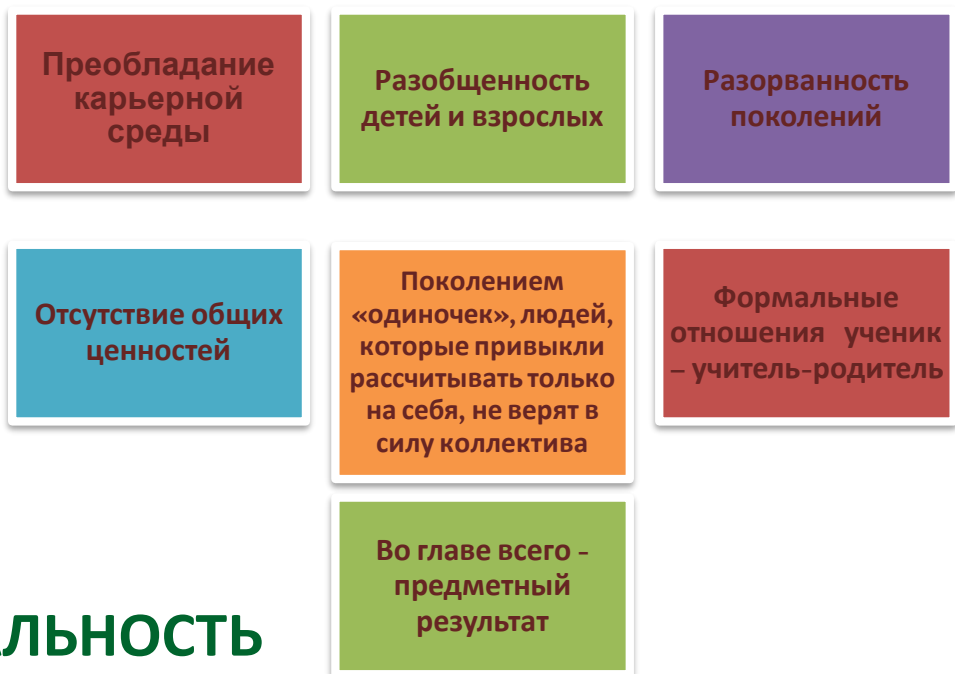 Преобладание
карьерной
среды
Разобщенность
детей и взрослых
Разорванность
поколений
Отсутствие общих
ценностей
Поколением
«одиночек», людей,
которые привыкли
рассчитывать только
на себя, не верят в
силу коллектива
Формальные
отношения ученик
– учитель-родитель
Во главе всего -
предметный
результат
ЛЬНОСТЬ